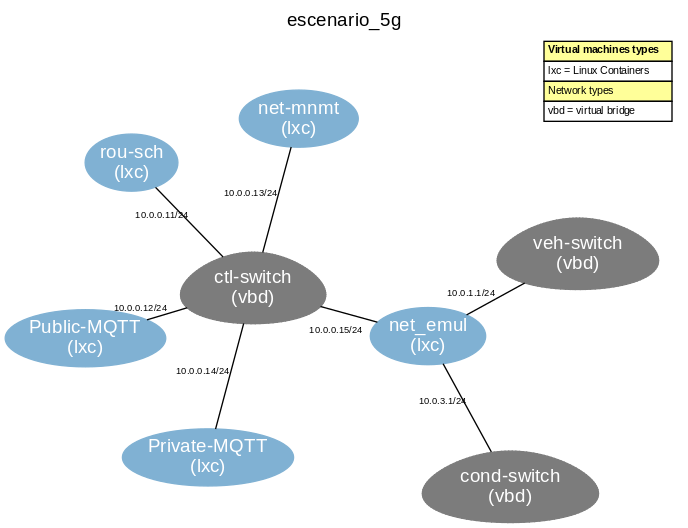 escenario_5g
Virtual machines types
lxc = Linux Containers
Network types
vbd = virtual bridge
net-mnmt
(lxc)
rou-sch
(lxc)
10.0.0.13/24
10.0.0.11/24
veh-switch
(vbd)
ctl-switch
(vbd)
10.0.1.1/24
10.0.0.12/24
Public-MQTT
(lxc)
10.0.0.15/24
net_emul
(lxc)
10.0.0.14/24
10.0.3.1/24
Private-MQTT
(lxc)
cond-switch
(vbd)